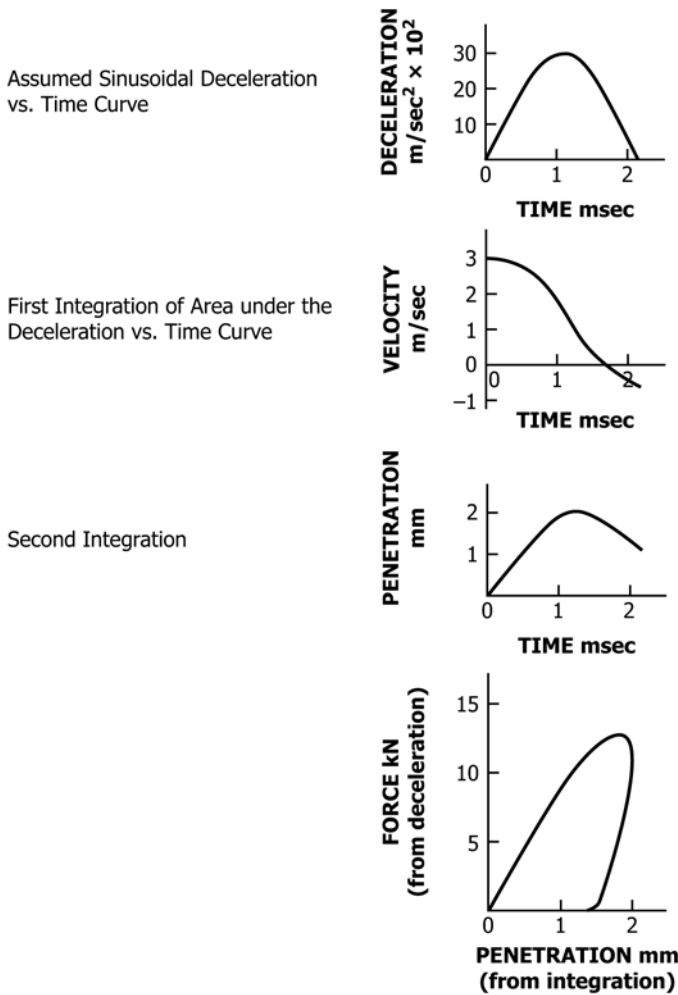 Assumed Sinusoidal Deceleration
vs. Time Curve
DECELERATION
m/sec² × 10²
30
20
10
0
1
2
TIME msec
First Integration of Area under the
Deceleration vs. Time Curve
VELOCITY
m/sec
3
2
1
0
–1
0
1
2
TIME msec
Second Integration
PENETRATION
mm
2
1
0
1
2
TIME msec
FORCE kN
(from deceleration)
15
10
5
0
1
2
PENETRATION mm
(from integration)